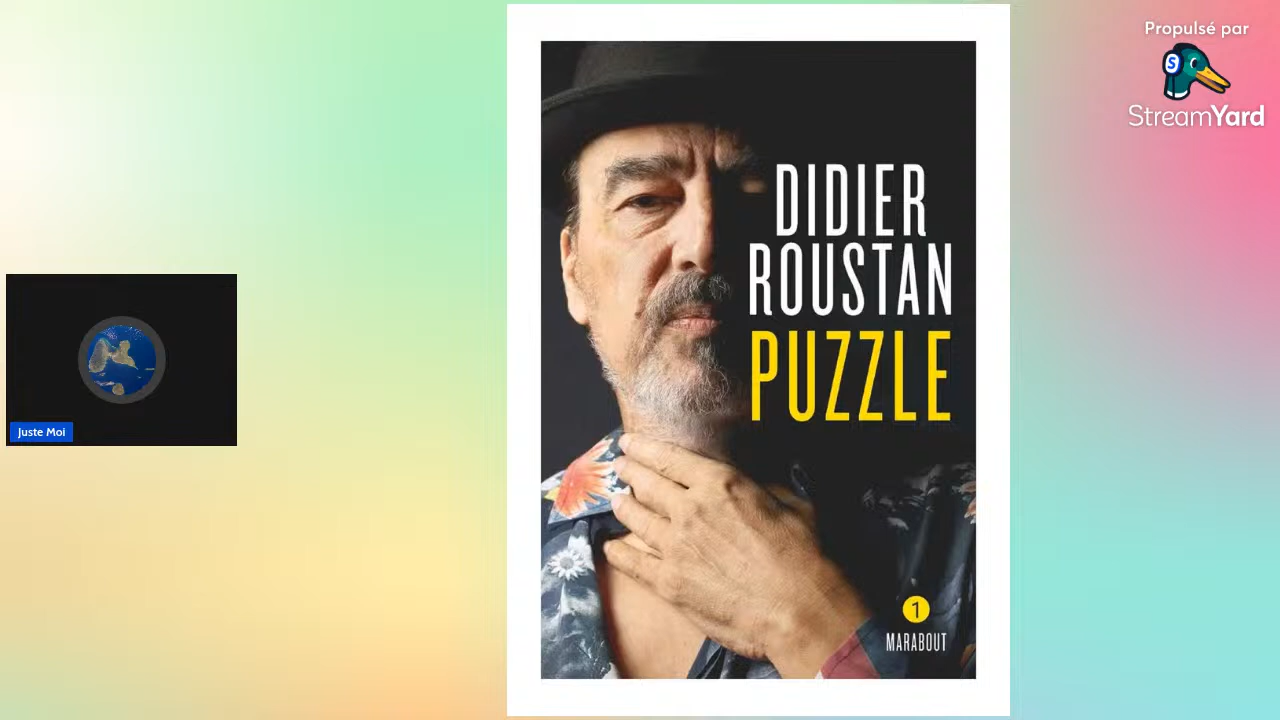 Propulsé par
S
StreamYard
DIDIER
ROUSTAN
PUZZLE
1
MARABOUT
Juste Moi